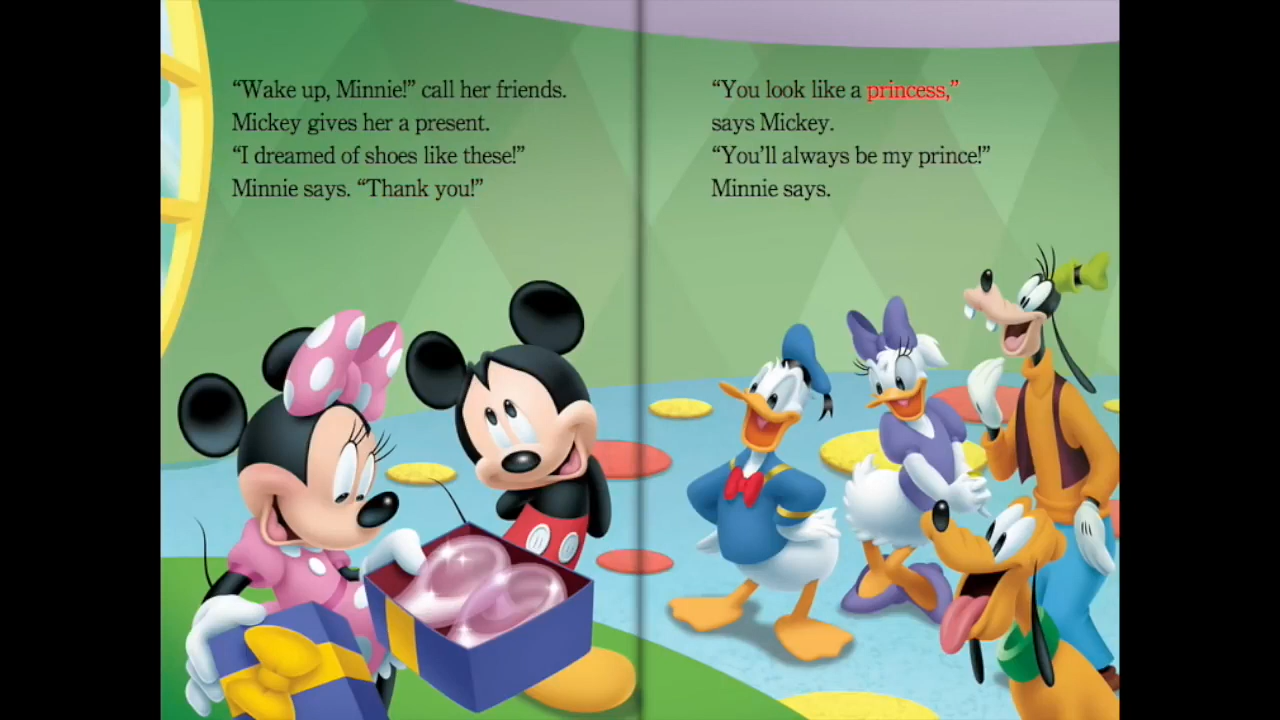 “Wake up, Minnie!” call her friends.
Mickey gives her a present.
“I dreamed of shoes like these!”
Minnie says. “Thank you!”
“You look like a princess,”
says Mickey.
“You’ll always be my prince!”
Minnie says.